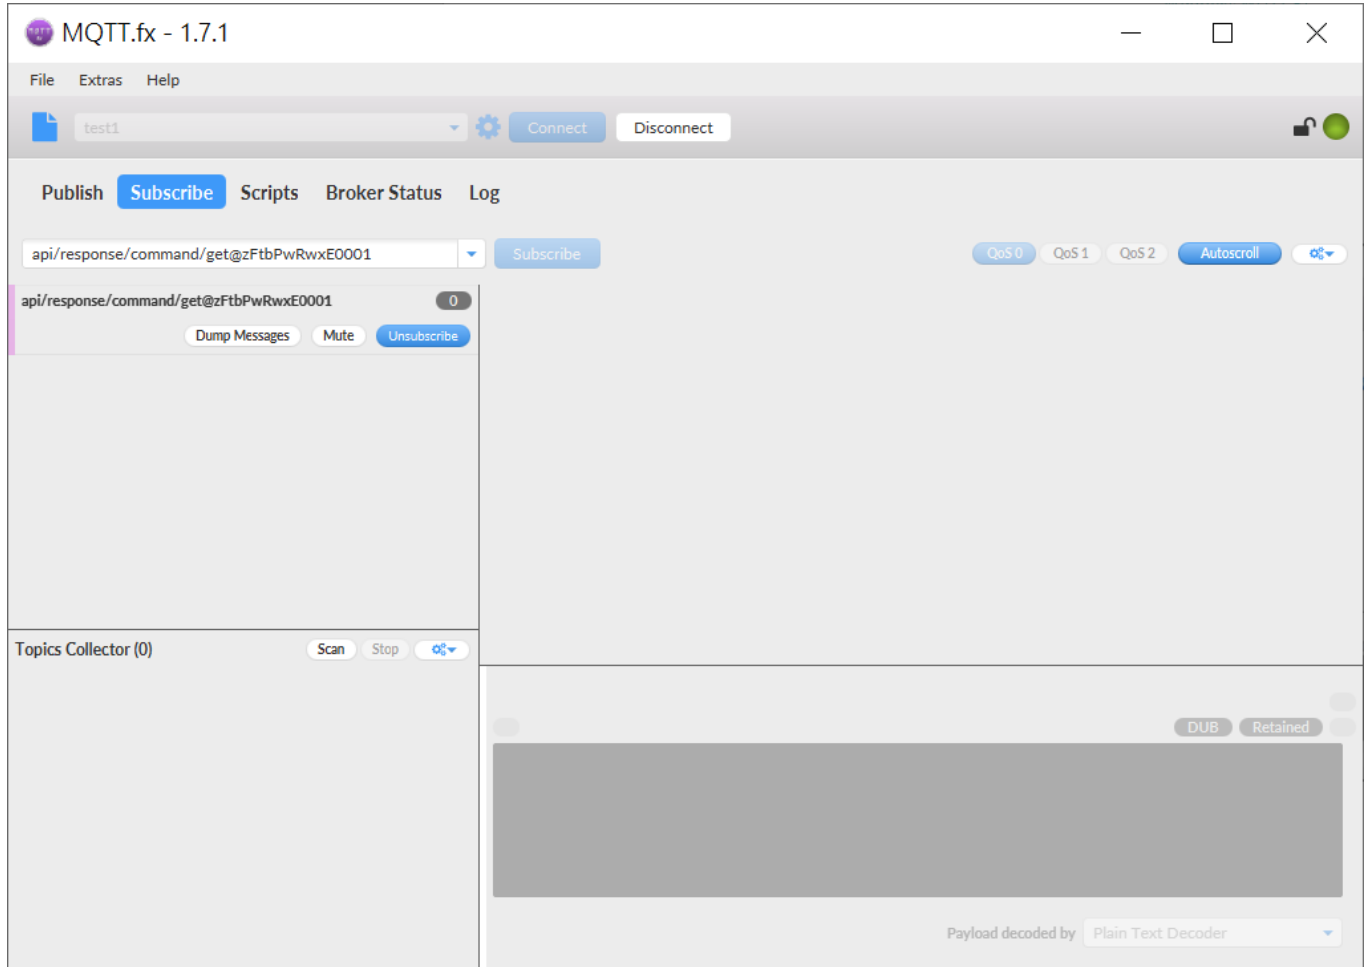 MQTT.fx - 1.7.1
File Extras Help
test1 Connect Disconnect
Publish Subscribe Scripts Broker Status Log
api/response/command/get@zFtbPwRwxE0001 Subscribe QoS 0 QoS 1 QoS 2 Autoscroll
api/response/command/get@zFtbPwRwxE0001 0
Dump Messages Mute Unsubscribe
Topics Collector (0) Scan Stop
DUB Retained
Payload decoded by Plain Text Decoder